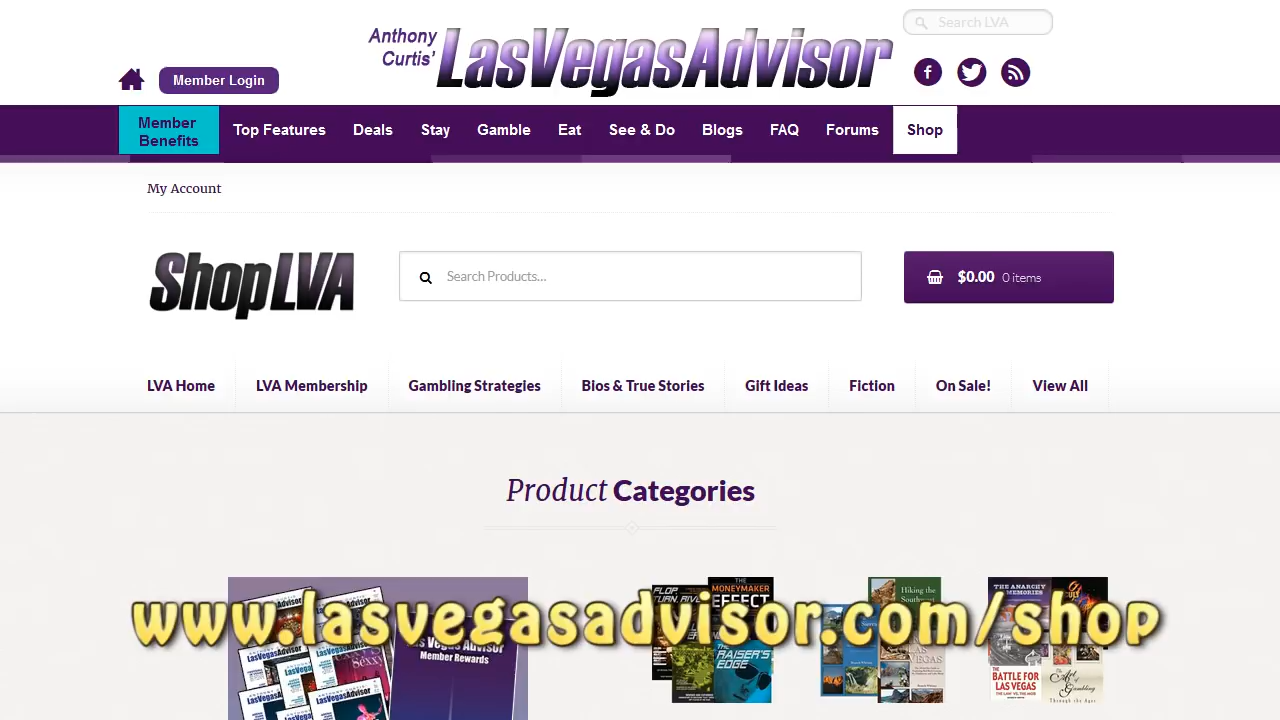 Search LVA
Anthony
Curtis'
LasVegasAdvisor
Member Login
Member
Benefits
Top Features
Deals
Stay
Gamble
Eat
See & Do
Blogs
FAQ
Forums
Shop
My Account
ShopLVA
Search Products...
$0.00 0 items
LVA Home
LVA Membership
Gambling Strategies
Bios & True Stories
Gift Ideas
Fiction
On Sale!
View All
Product Categories
www.lasvegasadvisor.com/shop
Las Vegas Advisor
Member Rewards
THE
MONEYMAKER
EFFECT
THE
RAISER'S
EDGE
Hiking the
Southwest
LAS
VEGAS
THE ANARCHY
MEMORIES
THE
BATTLE FOR
LAS VEGAS